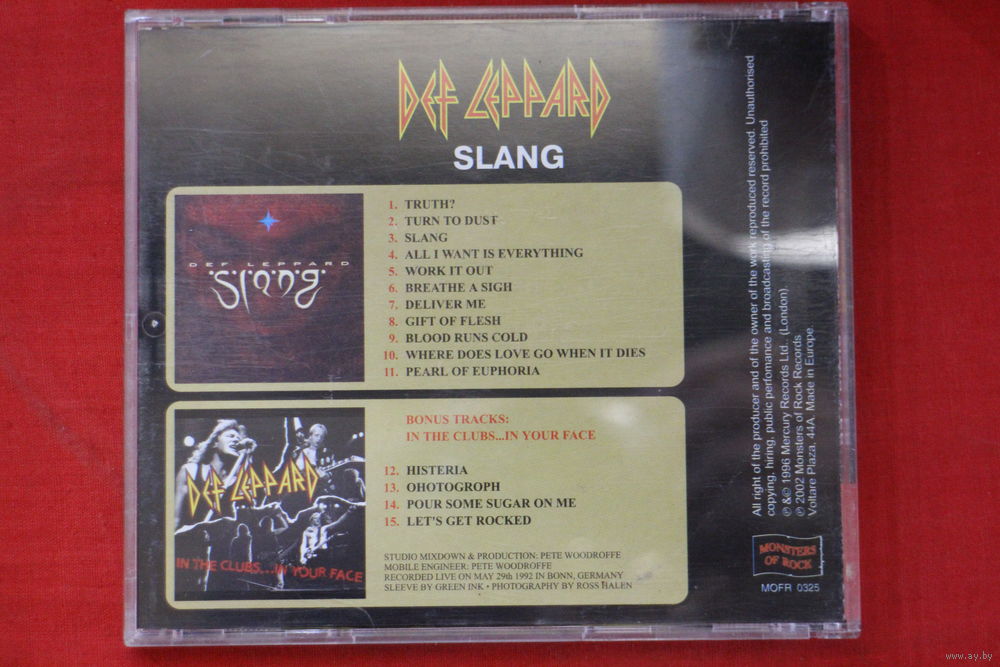 DEF LEPPARD
SLANG
DEF LEPPARD
Slang
1. TRUTH?
2. TURN TO DUST
3. SLANG
4. ALL I WANT IS EVERYTHING
5. WORK IT OUT
6. BREATHE A SIGH
7. DELIVER ME
8. GIFT OF FLESH
9. BLOOD RUNS COLD
10. WHERE DOES LOVE GO WHEN IT DIES
11. PEARL OF EUPHORIA
DEF LEPPARD
IN THE CLUBS...IN YOUR FACE
BONUS TRACKS:
IN THE CLUBS...IN YOUR FACE
12. HISTERIA
13. OHOTOGROPH
14. POUR SOME SUGAR ON ME
15. LET'S GET ROCKED
STUDIO MIXDOWN & PRODUCTION: PETE WOODROFFE
MOBILE ENGINEER: PETE WOODROFFE
RECORDED LIVE ON MAY 29th 1992 IN BONN, GERMANY
SLEEVE BY GREEN INK • PHOTOGRAPHY BY ROSS HALEN
All right of the producer and of the owner of the work reproduced reserved. Unauthorised
copying, hiring, public perfomance and broadcasting of the record prohibited
℗ &© 1996 Mercury Records Ltd.. (London).
℗ 2002 Monsters of Rock Records
Voltare Plaza, 44A. Made in Europe.
MONSTERS
OF ROCK
MOFR 0325
www.ay.by